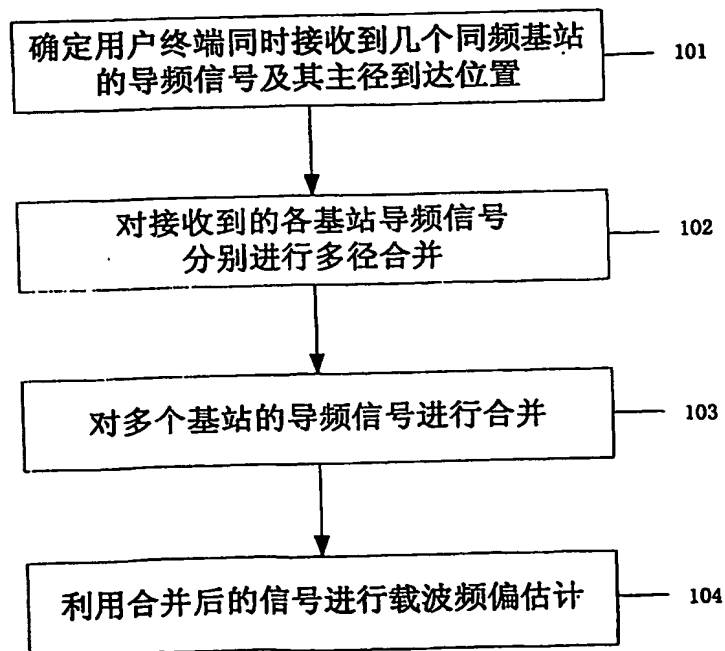 确定用户终端同时接收到几个同频基站
的导频信号及其主径到达位置
101
对接收到的各基站导频信号
分别进行多径合并
102
对多个基站的导频信号进行合并
103
利用合并后的信号进行载波频偏估计
104